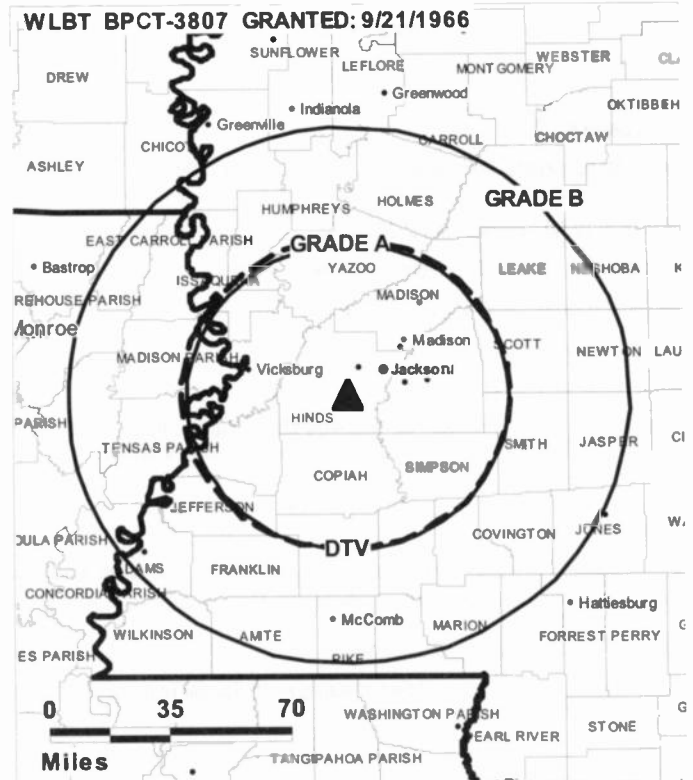 WLBT BPCT-3807 GRANTED: 9/21/1966
SUNFLOWER
LEFLORE
MONTGOMERY
WEBSTER
CL
DREW
Greenwood
Indianola
OKTIBBEH
Greenville
CARROLL
CHOCTAW
CHICOT
ASHLEY
HOLMES
GRADE B
HUMPHREYS
EAST CARROLL PARISH
GRADE A
Bastrop
YAZOO
LEAKE
NESHOBA
K
ISSAQUENA
REHOUSE PARISH
MADISON
Monroe
Madison
SCOTT
NEWTON
LAU
MADISON PARISH
Vicksburg
Jackson
HINDS
PARISH
TENSAS PARISH
SMITH
JASPER
CI
COPIAH
SIMPSON
JEFFERSON
COVINGTON
JONES
WA
OULA PARISH
DTV
DAMS
FRANKLIN
CONCORDIA PARISH
Hattiesburg
McComb
MARION
WILKINSON
AMITE
FORREST PERRY
ES PARISH
PIKE
0 35 70
WASHINGTON PARISH
PEARL RIVER
STONE
G
Miles
TANGIPAHOA PARISH